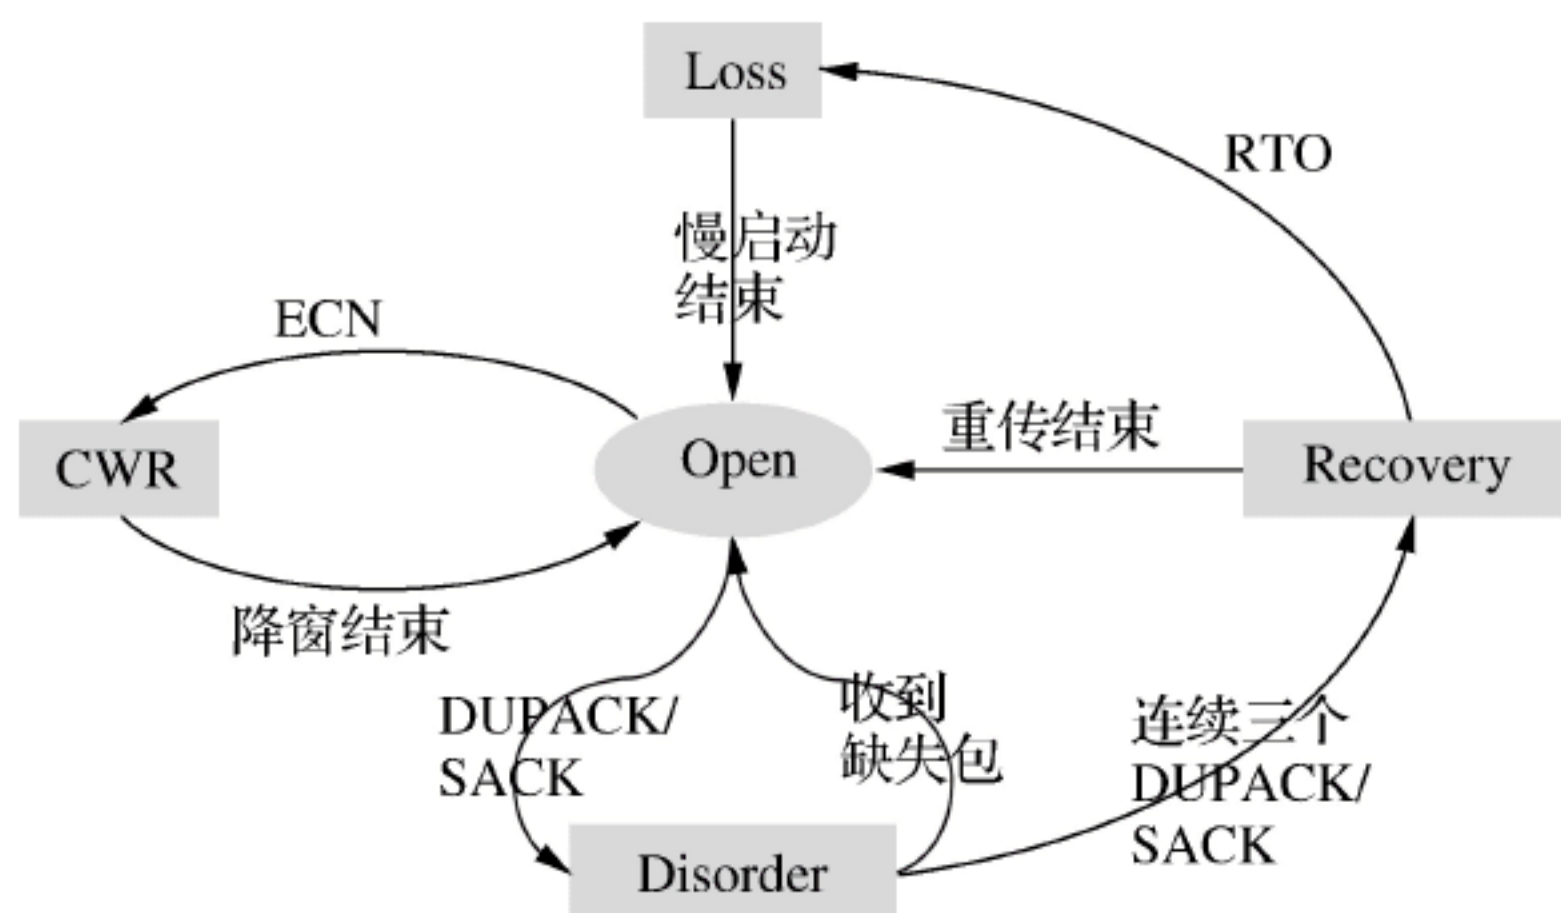 Loss
RTO
慢启动
结束
ECN
重传结束
CWR
Open
Recovery
降窗结束
DUPACK/
SACK
收到
缺失包
连续三个
DUPACK/
SACK
Disorder